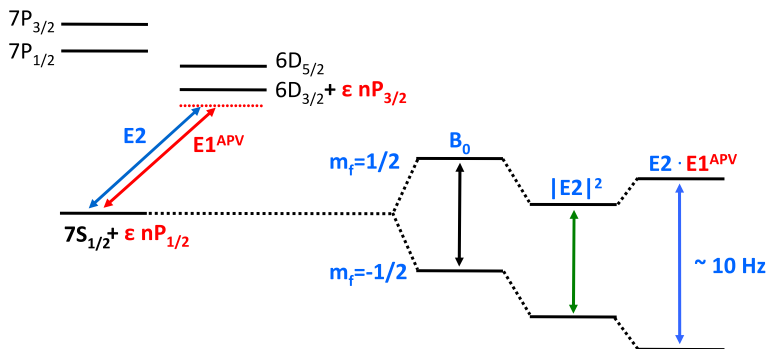 7P3/2
7P1/2
6D5/2
6D3/2 + ε nP3/2
E2
E1APV
7S1/2 + ε nP1/2
mf=1/2
B0
|E2|2
E2 · E1APV
mf=-1/2
~ 10 Hz